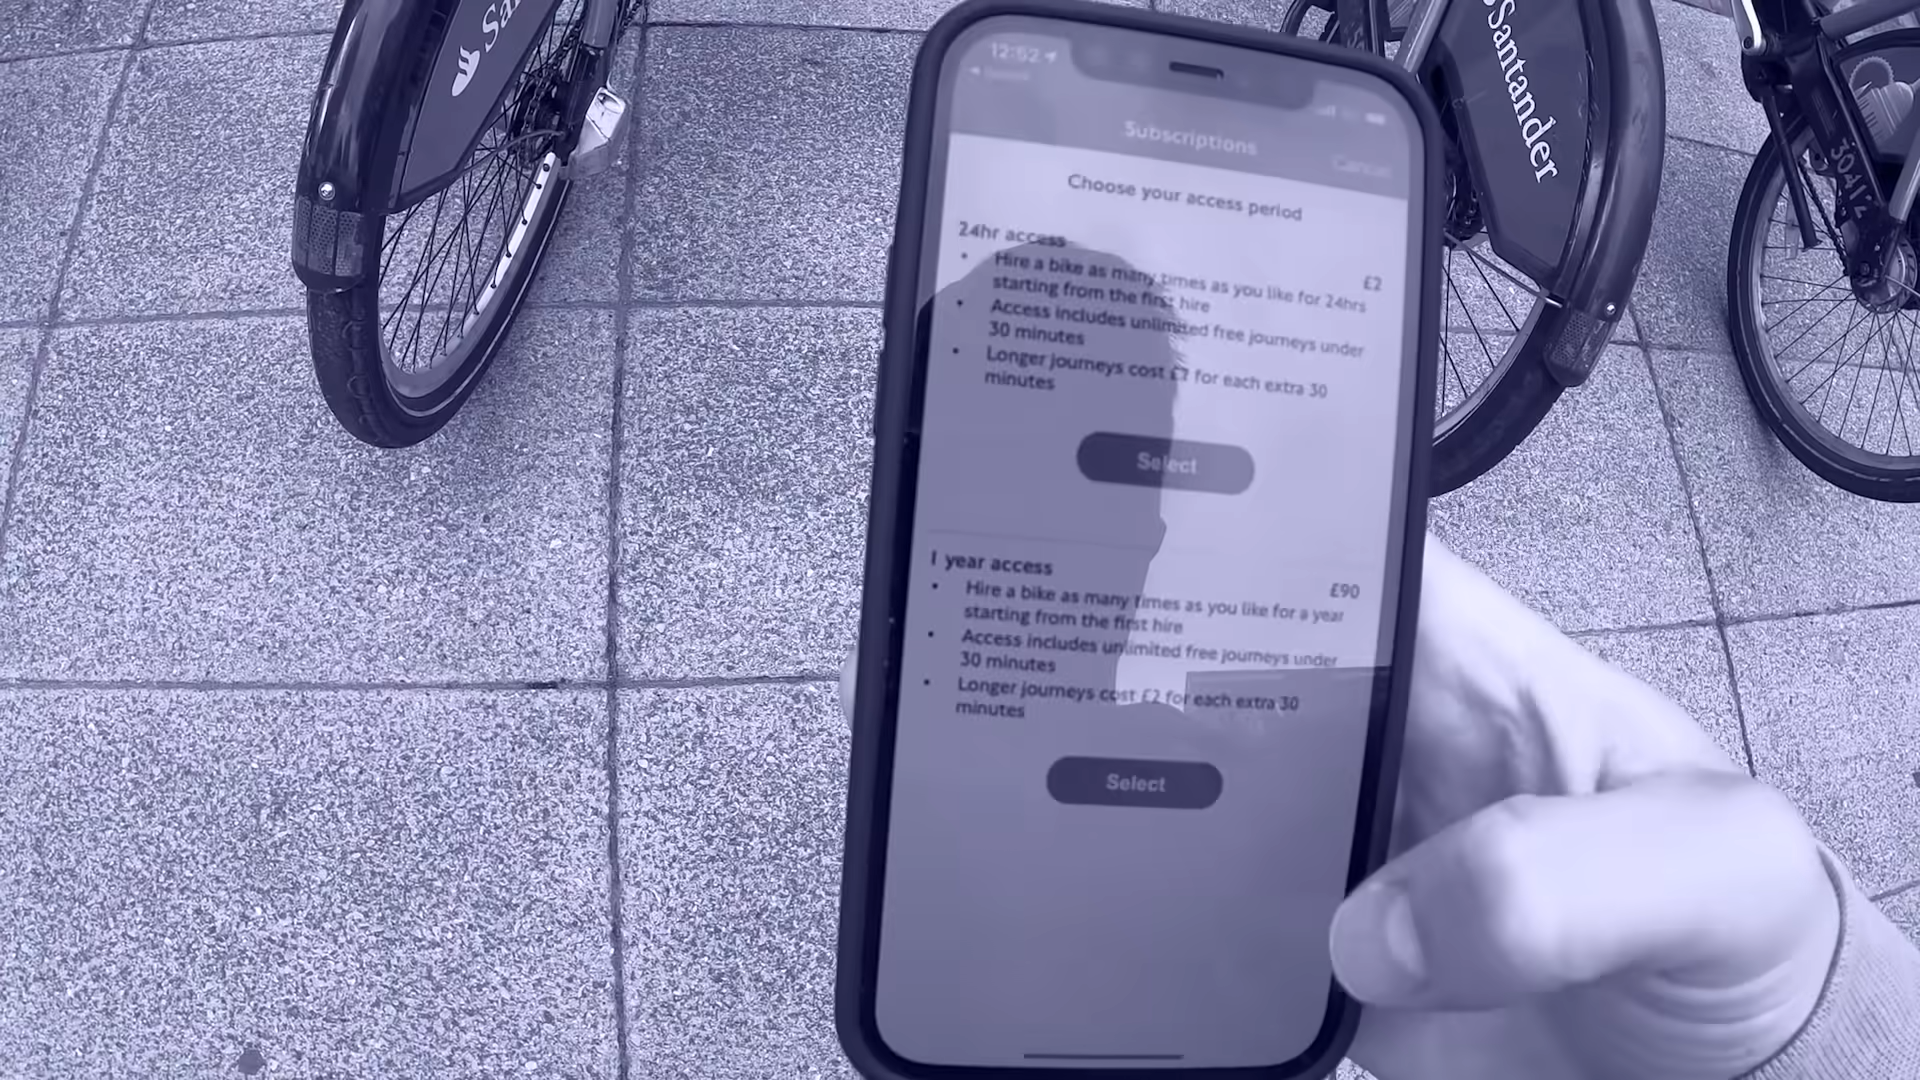 Santander
30412
12:52
Subscriptions
Cancel
Choose your access period
24hr access
£2
• Hire a bike as many times as you like for 24hrs
starting from the first hire
• Access includes unlimited free journeys under
30 minutes
• Longer journeys cost £2 for each extra 30
minutes
Select
1 year access
£90
• Hire a bike as many times as you like for a year
starting from the first hire
• Access includes unlimited free journeys under
30 minutes
• Longer journeys cost £2 for each extra 30
minutes
Select